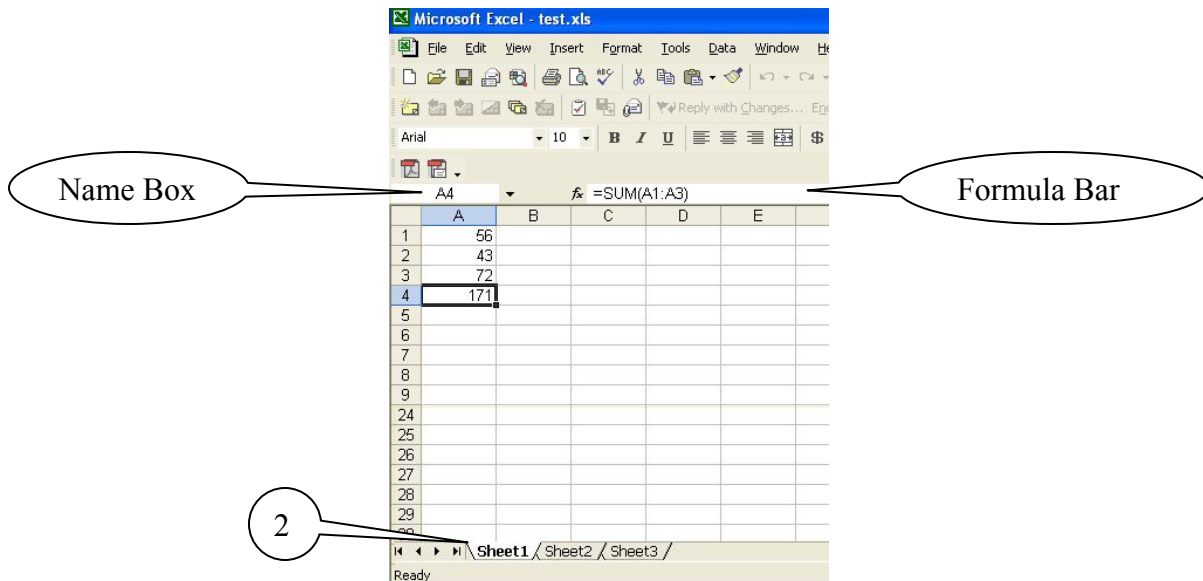 Microsoft Excel - test.xls
File Edit View Insert Format Tools Data Window
ABC
Reply with Changes...
Arial 10 B I U a $
Name Box
A4 fx =SUM(A1:A3)
Formula Bar
A B C D E
1 56
2 43
3 72
4 171
5
6
7
8
9
24
25
26
27
28
29
2
Sheet1 Sheet2 Sheet3
Ready